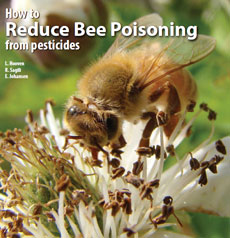 How to
Reduce Bee Poisoning
from pesticides
L. Hooven
R. Sagili
E. Johansen